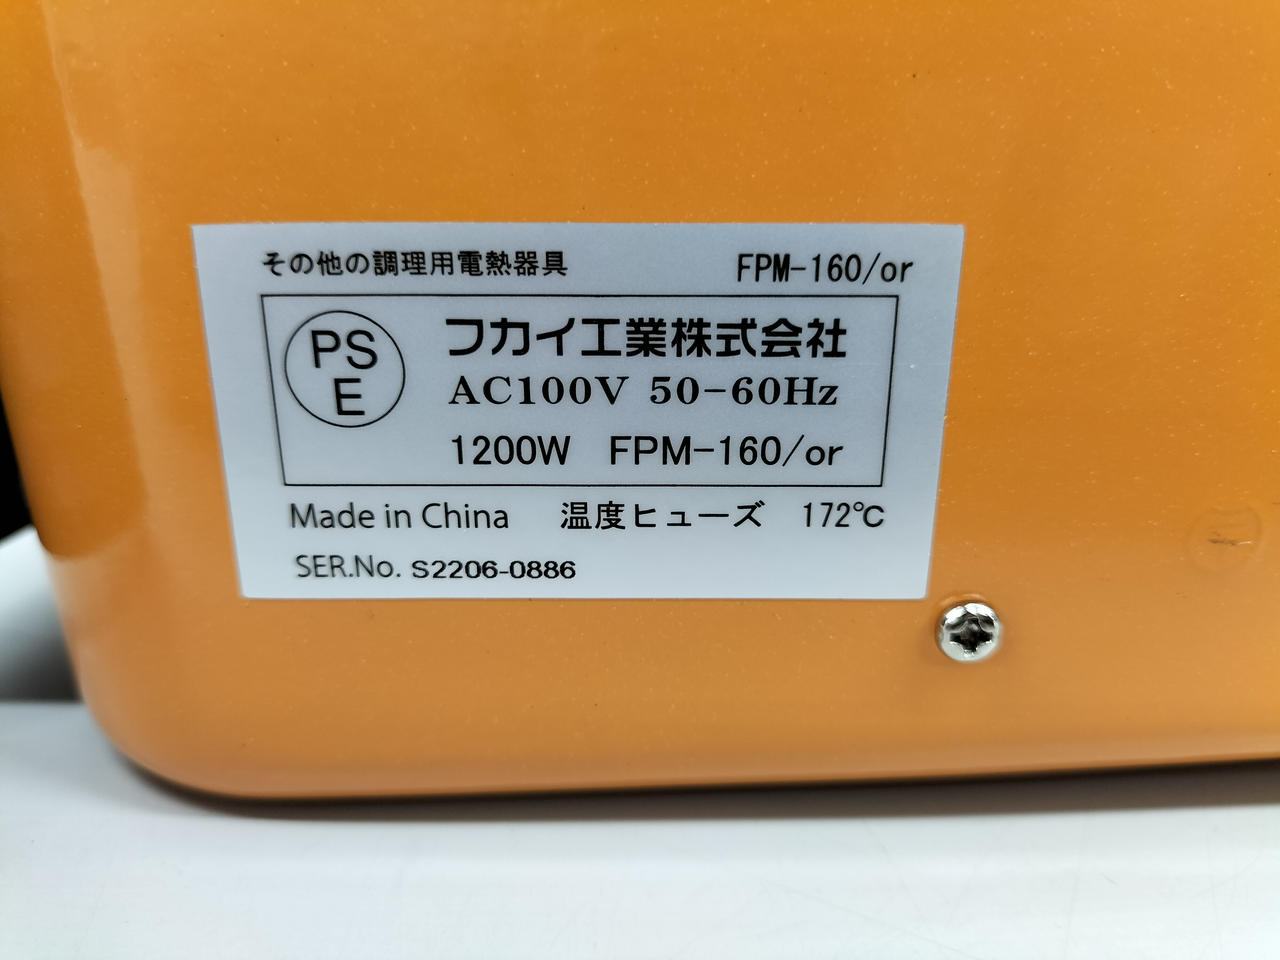 その他の調理用電熱器具 FPM-160/or
PS
E
フカイ工業株式会社
AC100V 50-60Hz
1200W FPM-160/or
Made in China 温度ヒューズ 172℃
SER.No. S2206-0886